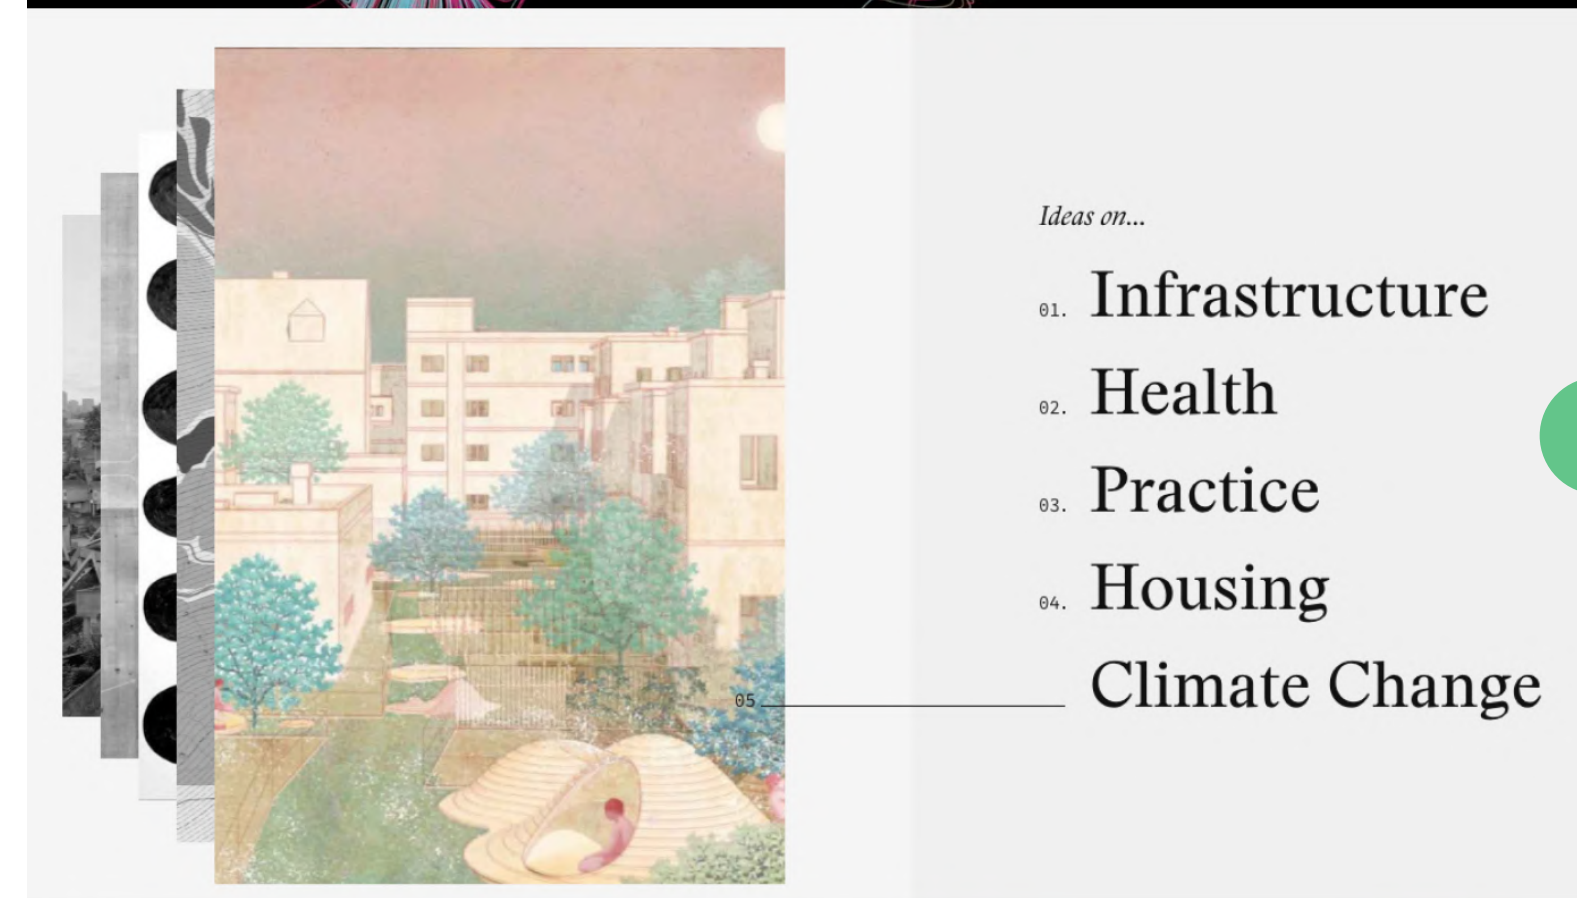 Ideas on...
01. Infrastructure
02. Health
03. Practice
04. Housing
05 Climate Change